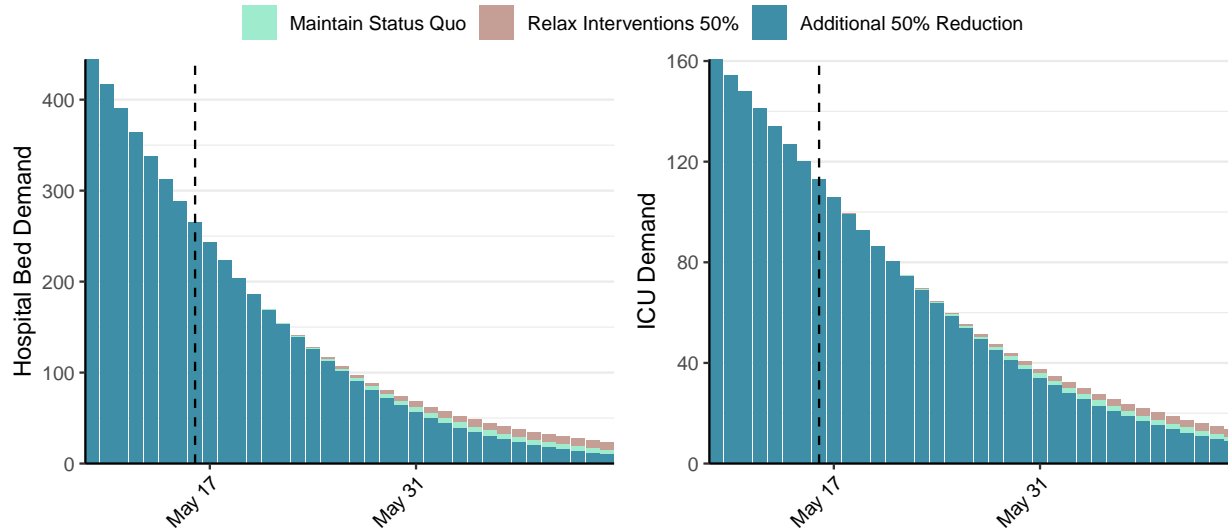 Maintain Status Quo Relax Interventions 50% Additional 50% Reduction
Hospital Bed Demand
400
300
200
100
0
May 17
May 31
ICU Demand
160
120
80
40
0
May 17
May 31